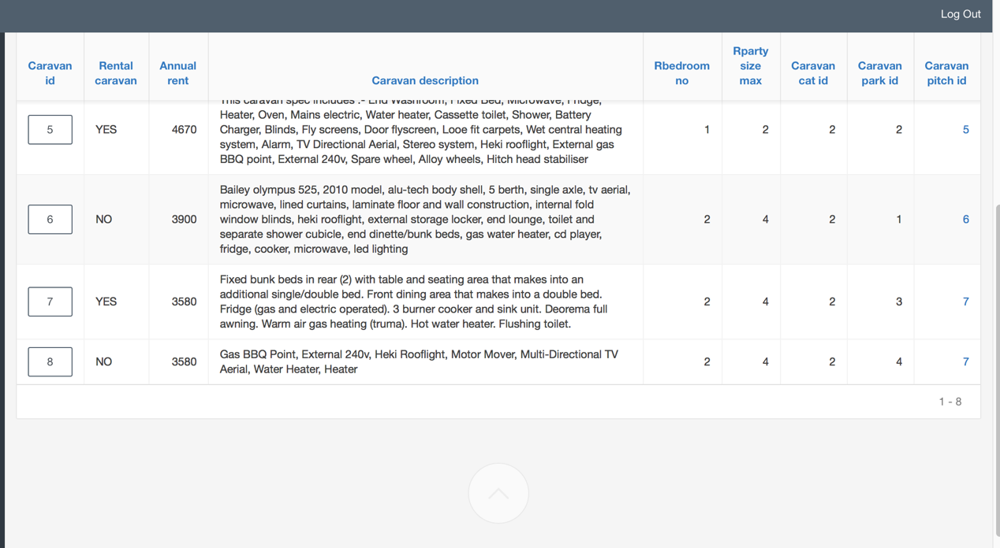 Log Out
Caravan id
Rental caravan
Annual rent
Caravan description
Rbedroom no
Rparty size max
Caravan cat id
Caravan park id
Caravan pitch id
5
YES
4670
This caravan spec includes :- End Washroom, Fixed Bed, Microwave, Fridge,
Heater, Oven, Mains electric, Water heater, Cassette toilet, Shower, Battery
Charger, Blinds, Fly screens, Door flyscreen, Looe fit carpets, Wet central heating
system, Alarm, TV Directional Aerial, Stereo system, Heki rooflight, External gas
BBQ point, External 240v, Spare wheel, Alloy wheels, Hitch head stabiliser
1
2
2
2
5
6
NO
3900
Bailey olympus 525, 2010 model, alu-tech body shell, 5 berth, single axle, tv aerial,
microwave, lined curtains, laminate floor and wall construction, internal fold
window blinds, heki rooflight, external storage locker, end lounge, toilet and
separate shower cubicle, end dinette/bunk beds, gas water heater, cd player,
fridge, cooker, microwave, led lighting
2
4
2
1
6
7
YES
3580
Fixed bunk beds in rear (2) with table and seating area that makes into an
additional single/double bed. Front dining area that makes into a double bed.
Fridge (gas and electric operated). 3 burner cooker and sink unit. Deorema full
awning. Warm air gas heating (truma). Hot water heater. Flushing toilet.
2
4
2
3
7
8
NO
3580
Gas BBQ Point, External 240v, Heki Rooflight, Motor Mover, Multi-Directional TV
Aerial, Water Heater, Heater
2
4
2
4
7
1 - 8